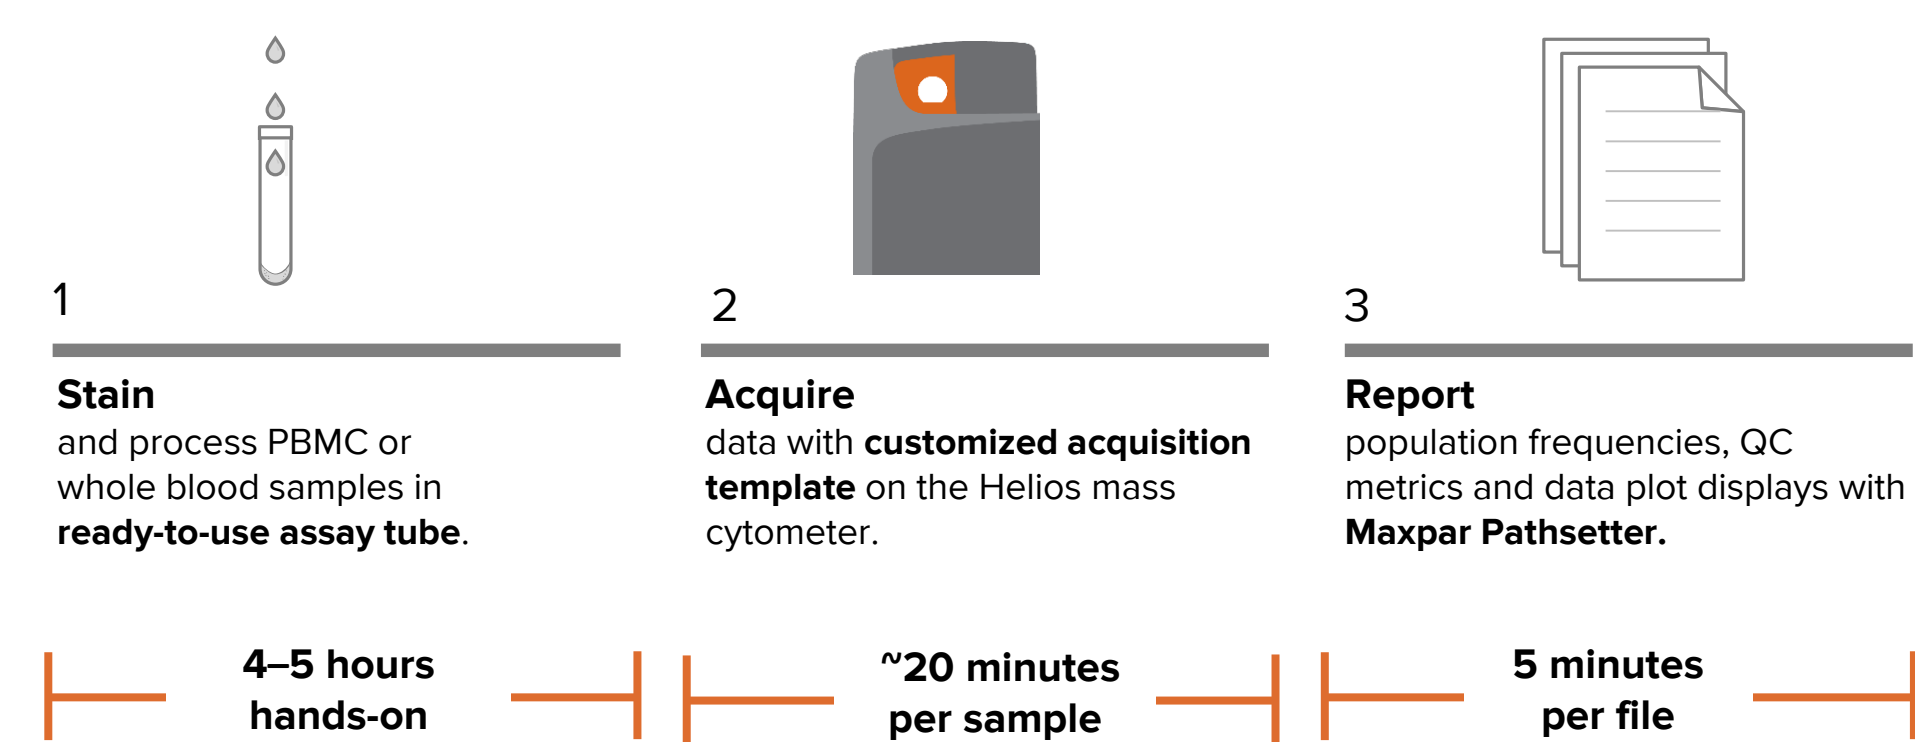 1
Stain
and process PBMC or
whole blood samples in
ready-to-use assay tube.
4–5 hours
hands-on
2
Acquire
data with customized acquisition
template on the Helios mass
cytometer.
~20 minutes
per sample
3
Report
population frequencies, QC
metrics and data plot displays with
Maxpar Pathsetter.
5 minutes
per file